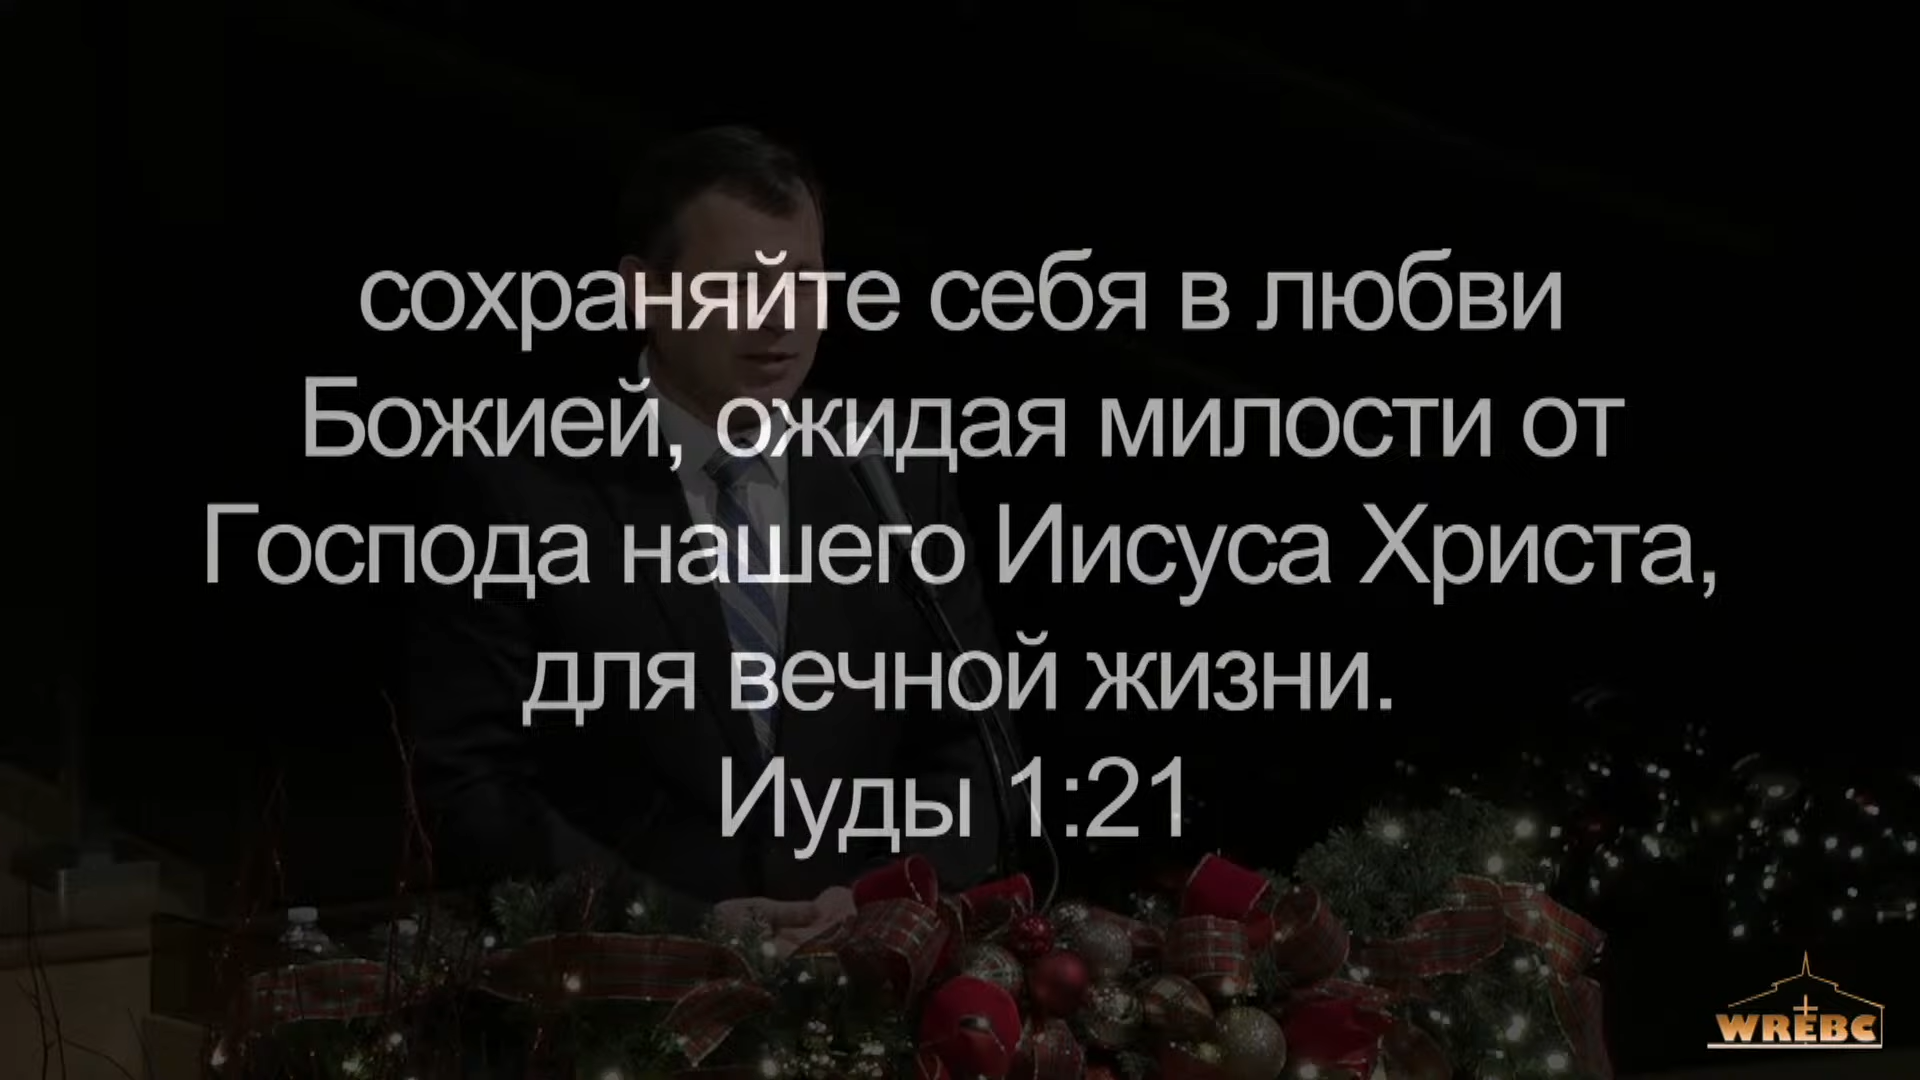 сохраняйте себя в любви
Божией, ожидая милости от
Господа нашего Иисуса Христа,
для вечной жизни.
Иуды 1:21
WREBC